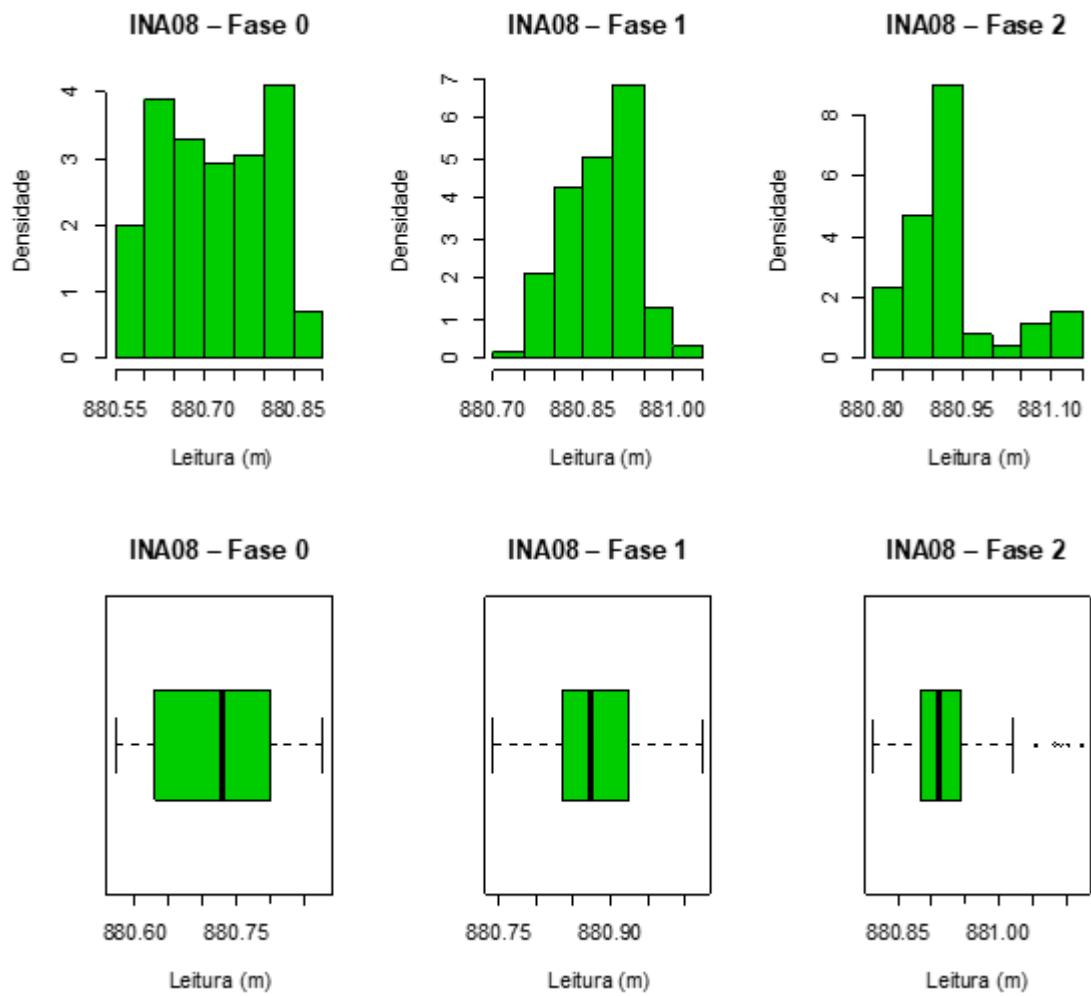 INA08 – Fase 0
Densidade
0 1 2 3 4
880.55 880.70 880.85
Leitura (m)
INA08 – Fase 1
Densidade
0 1 2 3 4 5 6 7
880.70 880.85 881.00
Leitura (m)
INA08 – Fase 2
Densidade
0 2 4 6 8
880.80 880.95 881.10
Leitura (m)
INA08 – Fase 0
880.60 880.75
Leitura (m)
INA08 – Fase 1
880.75 880.90
Leitura (m)
INA08 – Fase 2
880.85 881.00
Leitura (m)